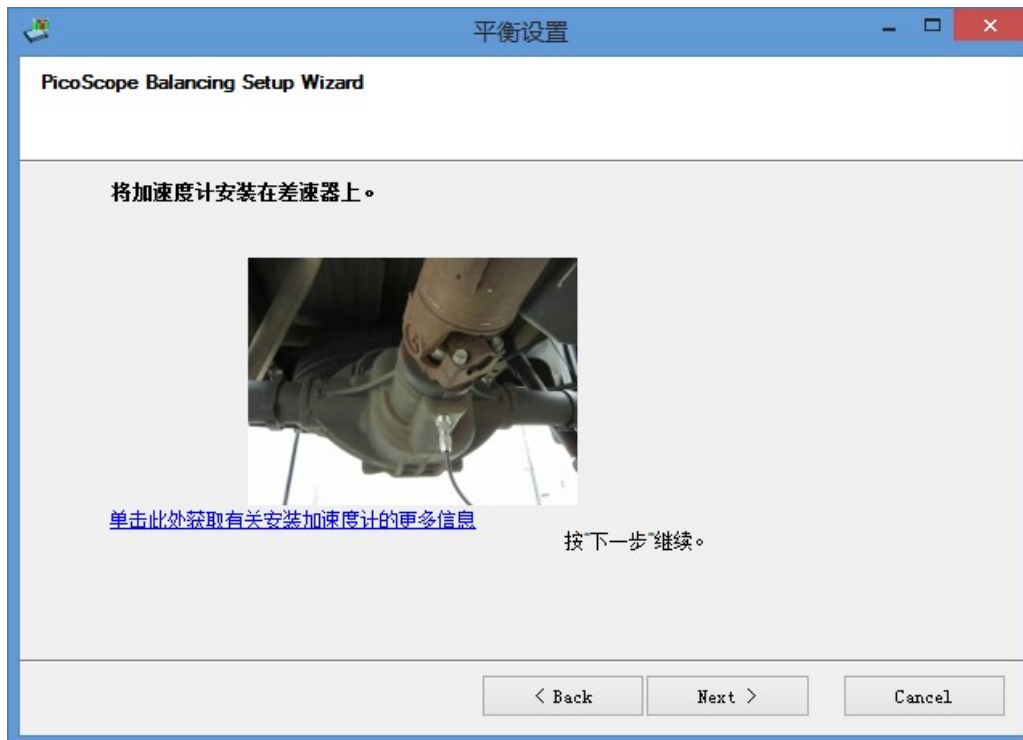 平衡设置
PicoScope Balancing Setup Wizard
将加速度计安装在差速器上。
单击此处获取有关安装加速度计的更多信息
按"下一步"继续。
< Back
Next >
Cancel